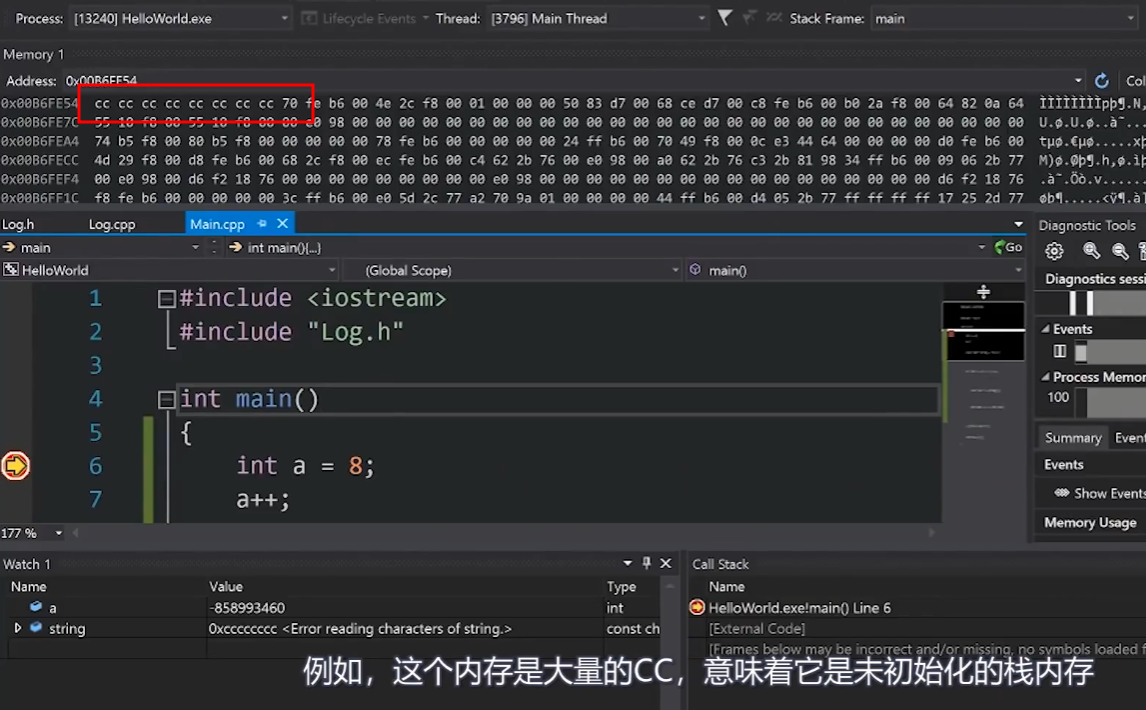 Process: [13240] HelloWorld.exe Lifecycle Events Thread: [3796] Main Thread Stack Frame: main
Memory 1
Address: 0x00B6FE54 Col
0x00B6FE54 cc cc cc cc cc cc cc cc 70 fe b6 00 4e 2c f8 00 01 00 00 00 50 83 d7 00 68 ce d7 00 c8 fe b6 00 b0 2a f8 00 64 82 0a 64
0x00B6FE7C 55 10 f8 00 55 10 f8 00 00 e0 98 00 00 00 00 00 00 00 00 00 00 00 00 00 00 00 00 00 00 00 00 00 00 00 00 00 00 00 00 00
0x00B6FEA4 74 b5 f8 00 80 b5 f8 00 00 00 00 00 78 fe b6 00 00 00 00 00 24 ff b6 00 70 49 f8 00 0c e3 44 64 00 00 00 00 d0 fe b6 00
0x00B6FECC 4d 29 f8 00 d8 fe b6 00 68 2c f8 00 ec fe b6 00 c4 62 2b 76 00 e0 98 00 a0 62 2b 76 c3 2b 81 98 34 ff b6 00 09 06 2b 77
0x00B6FEF4 00 e0 98 00 d6 f2 18 76 00 00 00 00 00 00 00 00 00 e0 98 00 00 00 00 00 00 00 00 00 00 00 00 00 00 00 00 00 d6 f2 18 76
0x00B6FF1C f8 fe b6 00 00 00 00 00 3c ff b6 00 e0 5d 2c 77 a2 70 9a 01 00 00 00 00 44 ff b6 00 d4 05 2b 77 ff ff ff ff 17 25 2d 77
Log.h Log.cpp Main.cpp
Diagnostic Tools
main int main(){...} Go
HelloWorld (Global Scope) main()
Diagnostics sessi
1 #include <iostream>
2 #include "Log.h"
3
4 int main()
5 {
6 int a = 8;
7 a++;
Events
Process Memor
100
Summary Event
Events
Show Events
Memory Usage
177 %
Watch 1
Name Value Type
a -858993460 int
string 0xcccccccc <Error reading characters of string.> const ch
Call Stack
Name
HelloWorld.exe!main() Line 6
[External Code]
[Frames below may be incorrect and/or missing, no symbols loaded f
例如，这个内存是大量的CC，意味着它是未初始化的栈内存